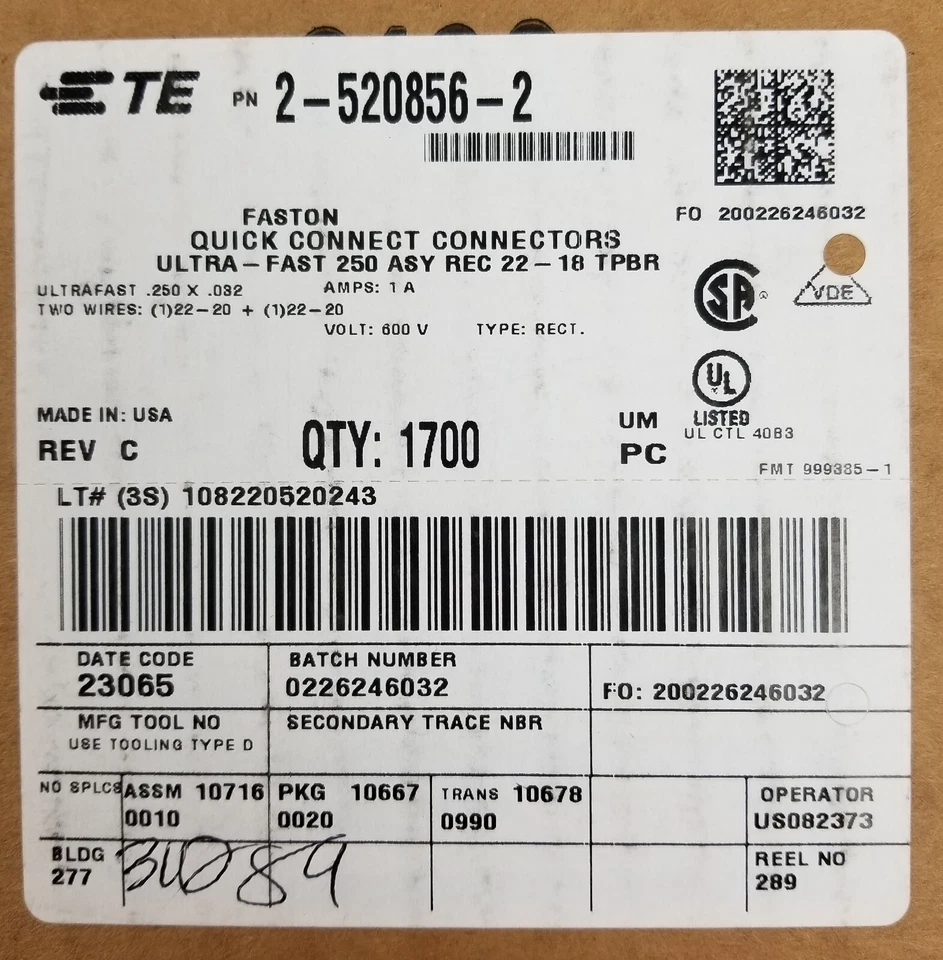 TE PN 2-520856-2
FO 200226246032
FASTON
QUICK CONNECT CONNECTORS
ULTRA-FAST 250 ASY REC 22-18 TPBR
ULTRAFAST .250 X .032 AMPS: 1 A
TWO WIRES: (1)22-20 + (1)22-20
VOLT: 600 V TYPE: RECT.
SA
VDE
UL
LISTED
UL CTL 40B3
MADE IN: USA
REV C
QTY: 1700
UM
PC
FMT 999385-1
LT# (3S) 108220520243
DATE CODE
23065
BATCH NUMBER
0226246032
FO: 200226246032
MFG TOOL NO
USE TOOLING TYPE D
SECONDARY TRACE NBR
NO SPLCS
ASSM 10716
0010
PKG 10667
0020
TRANS 10678
0990
OPERATOR
US082373
BLDG
277
REEL NO
289